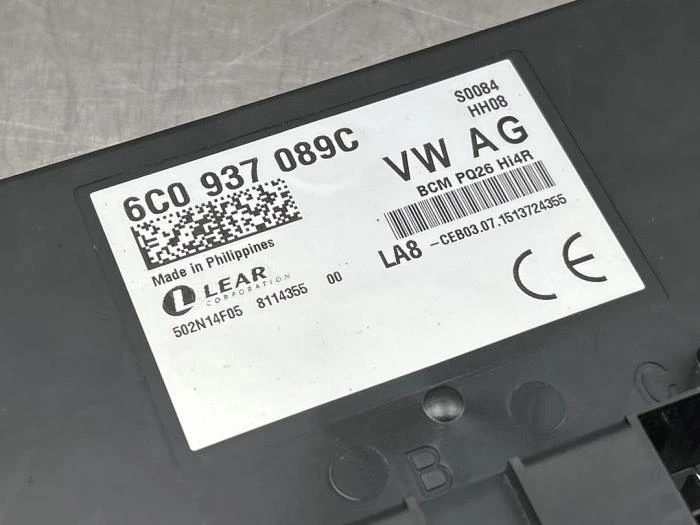 S0084
HH08
6C0 937 089C
VW AG
BCM PQ26 Hi4R
Made in Philippines
LA8 -CEB03.07.1513724355
LEAR
CORPORATION
502N14F05 8114355 00
CE
B
C